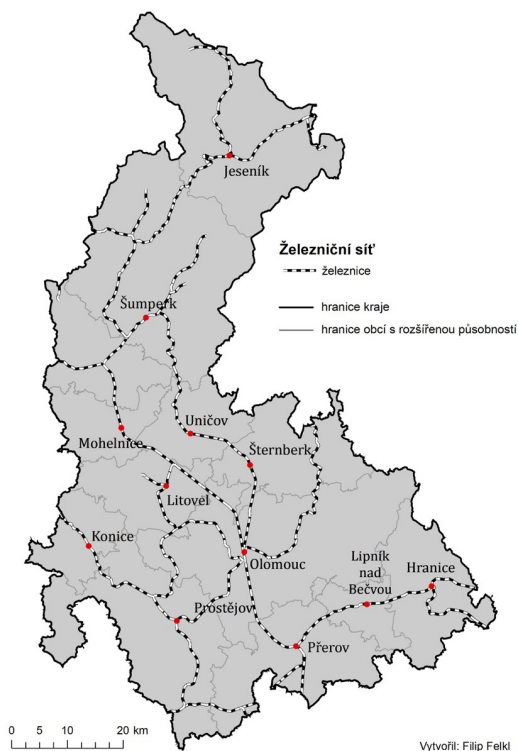 Jeseník
Železniční síť
železnice
hranice kraje
hranice obcí s rozšířenou působností
Šumperk
Uničov
Mohelnice
Šternberk
Litovel
Konice
Olomouc
Lipník
nad
Bečvou
Hranice
Prostějov
Přerov
0 5 10 20 km
Vytvořil: Filip Felkl